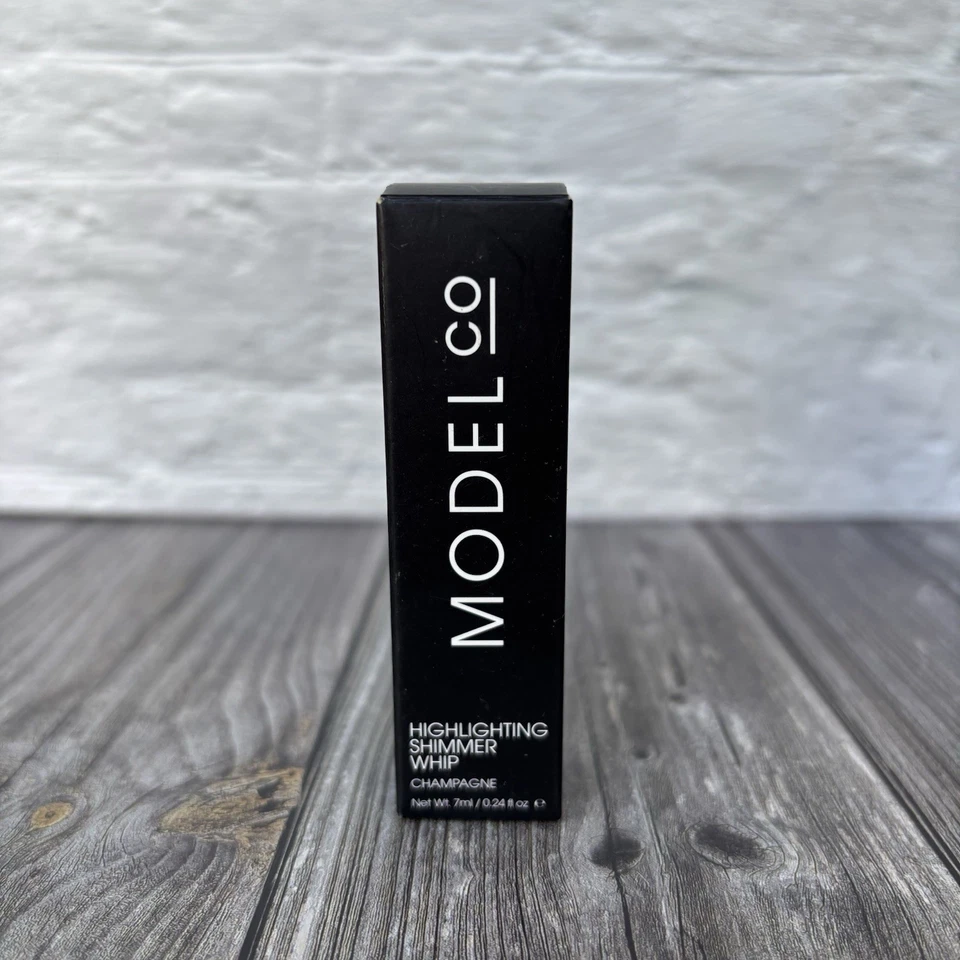 MODEL CO
HIGHLIGHTING
SHIMMER
WHIP
CHAMPAGNE
Net Wt. 7ml / 0.24 fl oz ℮